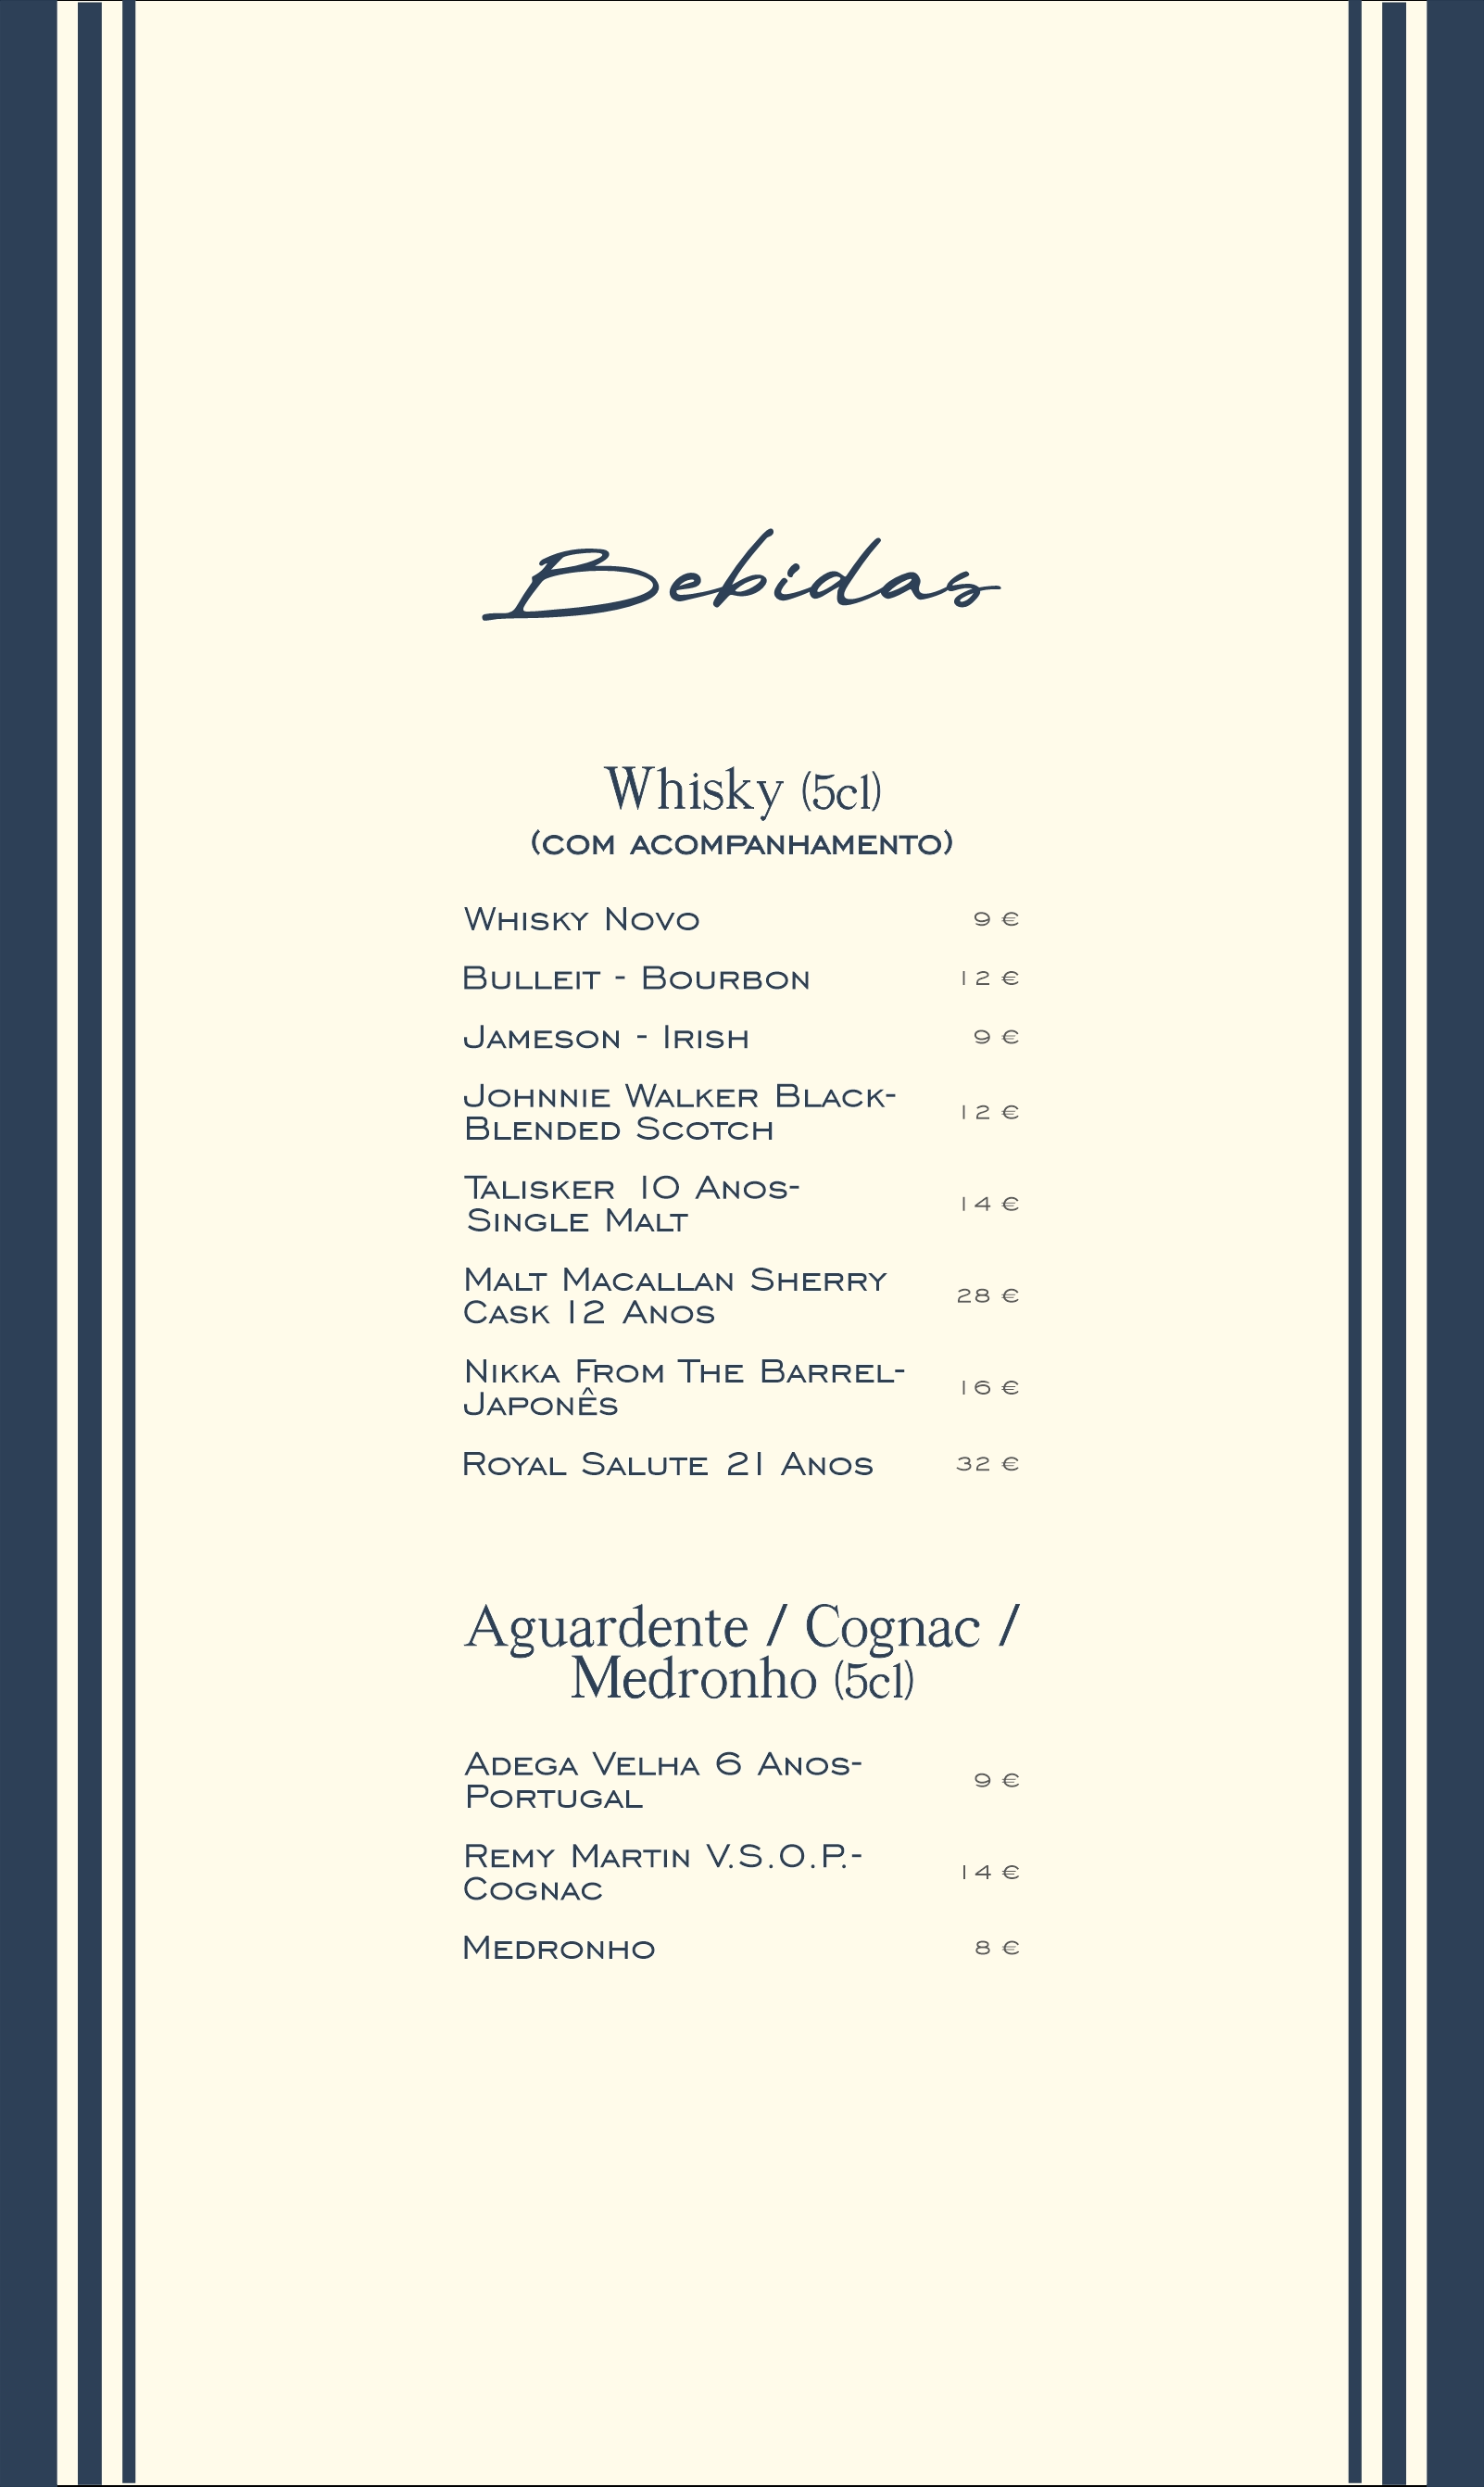 Bebidas
Whisky (5cl)
(COM ACOMPANHAMENTO)
Whisky Novo 9 €
Bulleit - Bourbon 12 €
Jameson - Irish 9 €
Johnnie Walker Black-
Blended Scotch 12 €
Talisker 10 Anos-
Single Malt 14 €
Malt Macallan Sherry
Cask 12 Anos 28 €
Nikka From The Barrel-
Japonês 16 €
Royal Salute 21 Anos 32 €
Aguardente / Cognac /
Medronho (5cl)
Adega Velha 6 Anos-
Portugal 9 €
Remy Martin V.S.O.P.-
Cognac 14 €
Medronho 8 €